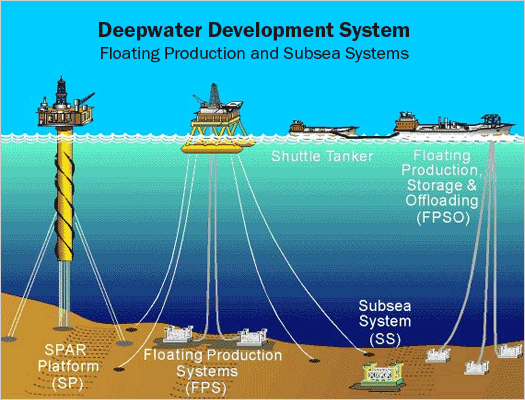 Deepwater Development System
Floating Production and Subsea Systems
Shuttle Tanker
Floating
Production,
Storage &
Offloading
(FPSO)
Subsea
System
(SS)
SPAR
Platform
(SP)
Floating Production
Systems
(FPS)